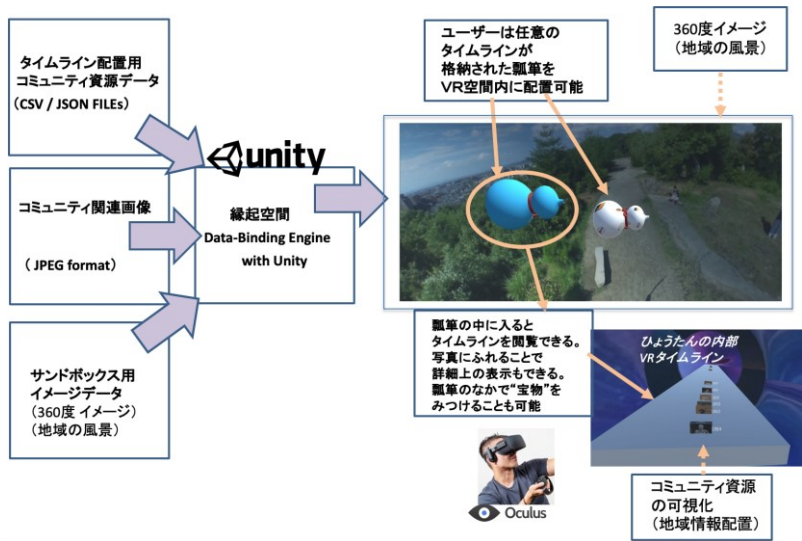 タイムライン配置用
コミュニティ資源データ
(CSV / JSON FILEs)
コミュニティ関連画像
( JPEG format)
サンドボックス用
イメージデータ
(360度 イメージ)
(地域の風景)
unity
縁起空間
Data-Binding Engine
with Unity
ユーザーは任意の
タイムラインが
格納された瓢箪を
VR空間内に配置可能
360度イメージ
(地域の風景)
瓢箪の中に入ると
タイムラインを閲覧できる。
写真にふれることで
詳細上の表示もできる。
瓢箪のなかで“宝物”を
みつけることも可能
ひょうたんの内部
VRタイムライン
Oculus
コミュニティ資源
の可視化
(地域情報配置)